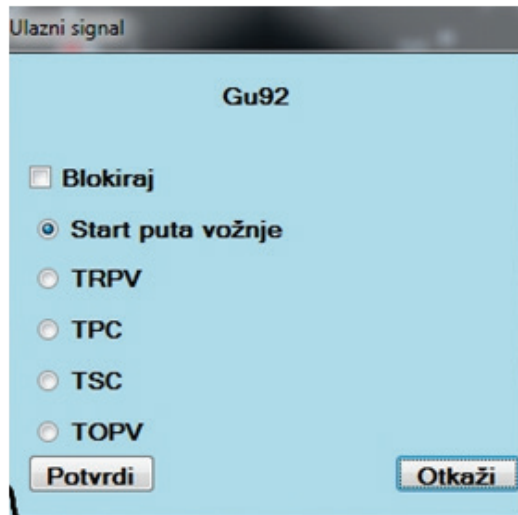 Ulazni signal
Gu92
Blokiraj
Start puta vožnje
TRPV
TPC
TSC
TOPV
Potvrdi Otkaži